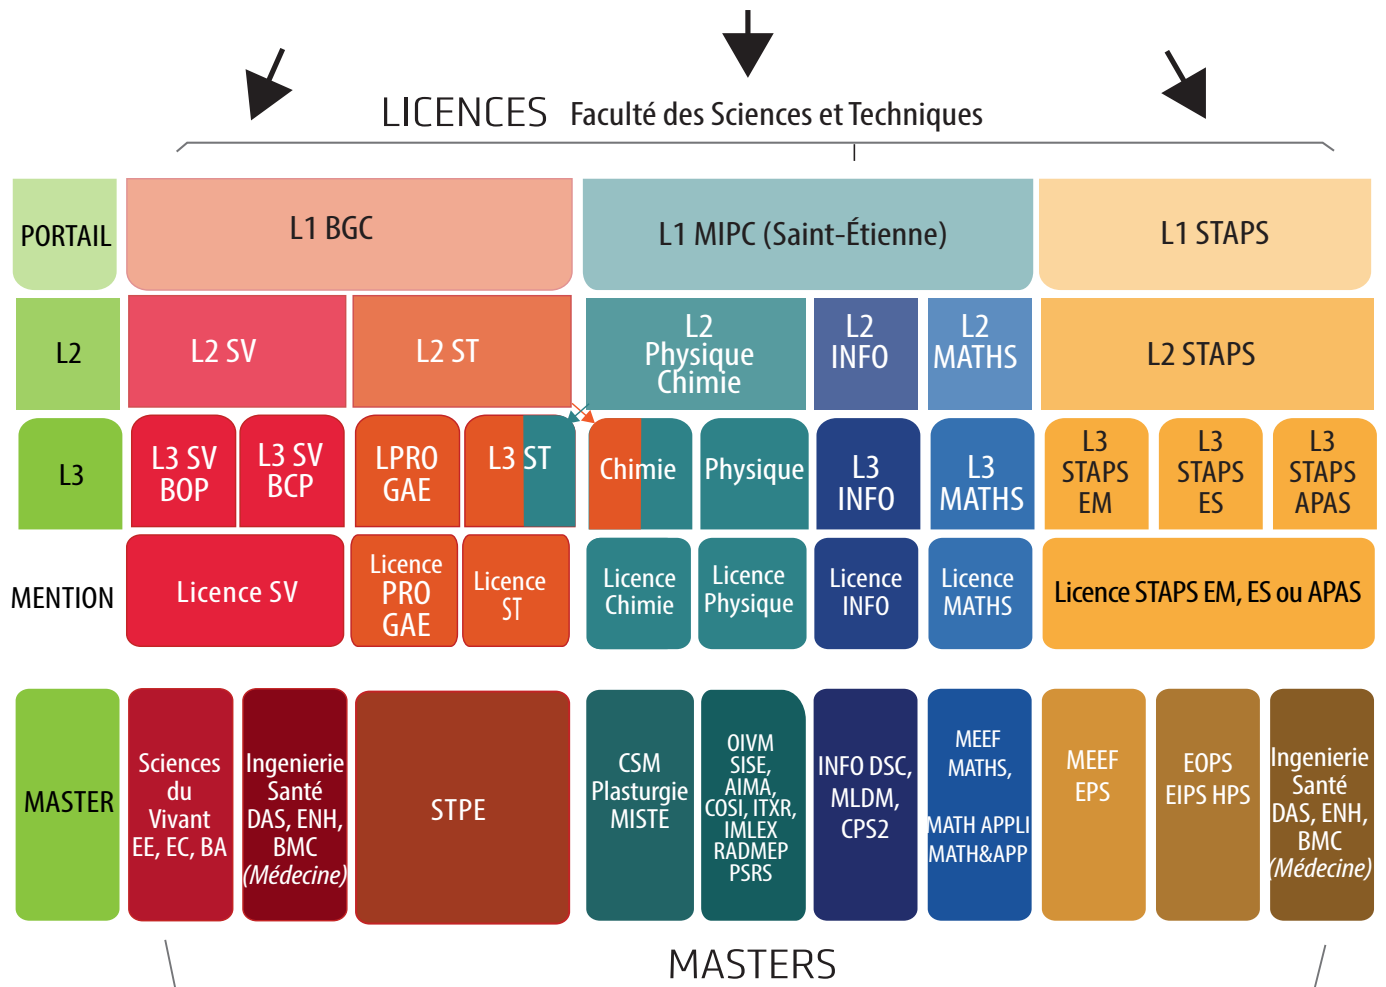 LICENCES Faculté des Sciences et Techniques
PORTAIL
L1 BGC
L1 MIPC (Saint-Étienne)
L1 STAPS
L2
L2 SV
L2 ST
L2
Physique
Chimie
L2
INFO
L2
MATHS
L2 STAPS
L3
L3 SV
BOP
L3 SV
BCP
LPRO
GAE
L3 ST
Chimie
Physique
L3
INFO
L3
MATHS
L3
STAPS
EM
L3
STAPS
ES
L3
STAPS
APAS
MENTION
Licence SV
Licence
PRO
GAE
Licence
ST
Licence
Chimie
Licence
Physique
Licence
INFO
Licence
MATHS
Licence STAPS EM, ES ou APAS
MASTER
Sciences
du
Vivant
EE, EC, BA
Ingenierie
Santé
DAS, ENH,
BMC
(Médecine)
STPE
CSM
Plasturgie
MISTE
OIVM
SISE,
AIMA,
COSI, ITXR,
IMLEX
RADMEP
PSRS
INFO DSC,
MLDM,
CPS2
MEEF
MATHS,
MATH APPLI
MATH&APP
MEEF
EPS
EOPS
EIPS HPS
Ingenierie
Santé
DAS, ENH,
BMC
(Médecine)
MASTERS